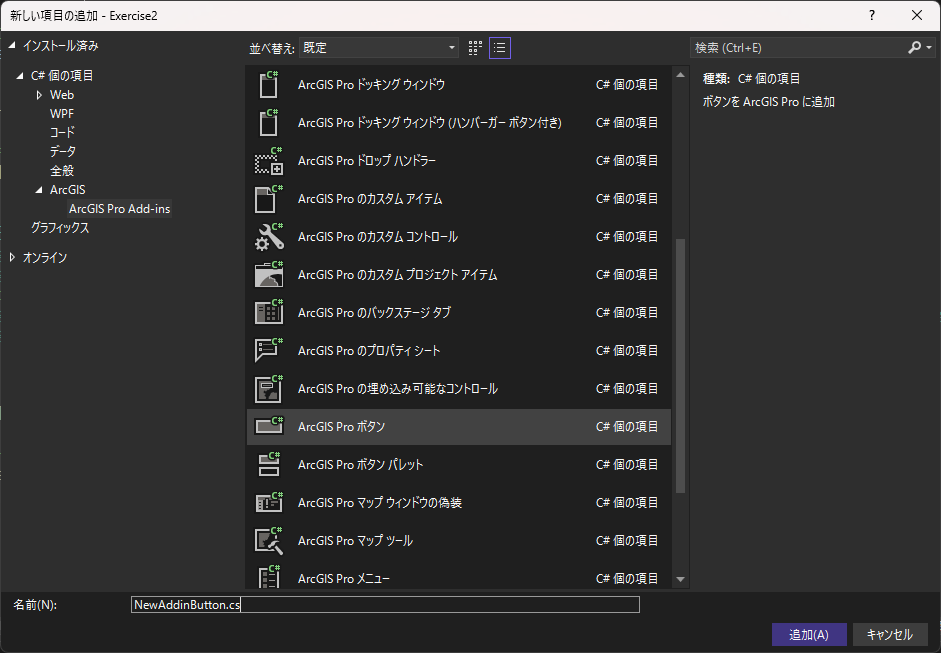 新しい項目の追加 - Exercise2
?
インストール済み
並べ替え: 既定
検索 (Ctrl+E)
C# 個の項目
Web
WPF
コード
データ
全般
ArcGIS
ArcGIS Pro Add-ins
グラフィックス
オンライン
C# ArcGIS Pro ドッキング ウィンドウ C# 個の項目
C# ArcGIS Pro ドッキング ウィンドウ (ハンバーガー ボタン付き) C# 個の項目
C# ArcGIS Pro ドロップ ハンドラー C# 個の項目
C# ArcGIS Pro のカスタム アイテム C# 個の項目
C# ArcGIS Pro のカスタム コントロール C# 個の項目
C# ArcGIS Pro のカスタム プロジェクト アイテム C# 個の項目
C# ArcGIS Pro のバックステージ タブ C# 個の項目
C# ArcGIS Pro のプロパティ シート C# 個の項目
C# ArcGIS Pro の埋め込み可能なコントロール C# 個の項目
C# ArcGIS Pro ボタン C# 個の項目
C# ArcGIS Pro ボタン パレット C# 個の項目
C# ArcGIS Pro マップ ウィンドウの偽装 C# 個の項目
C# ArcGIS Pro マップ ツール C# 個の項目
C# ArcGIS Pro メニュー C# 個の項目
種類: C# 個の項目
ボタンを ArcGIS Pro に追加
名前(N): NewAddinButton.cs
追加(A) キャンセル